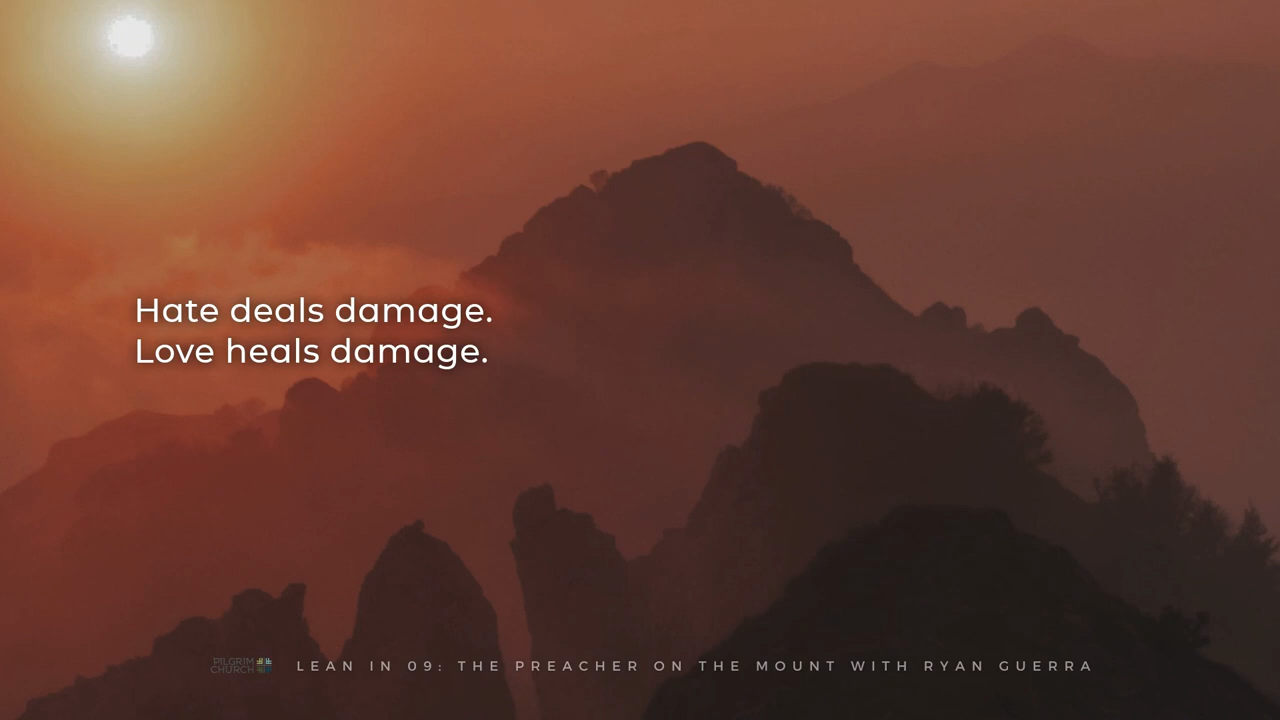 Hate deals damage.
Love heals damage.
PILGRIM
CHURCH
LEAN IN 09: THE PREACHER ON THE MOUNT WITH RYAN GUERRA